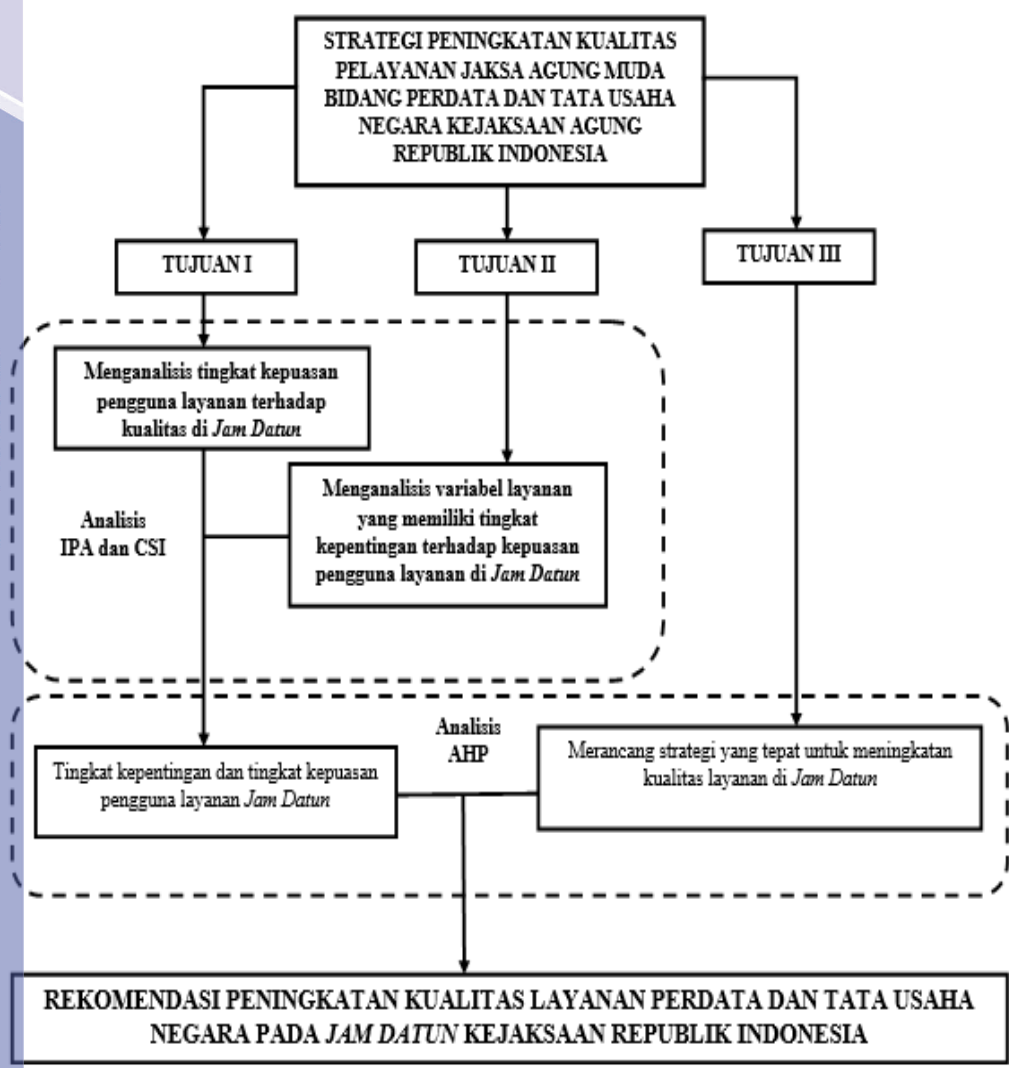 STRATEGI PENINGKATAN KUALITAS
PELAYANAN JAKSA AGUNG MUDA
BIDANG PERDATA DAN TATA USAHA
NEGARA KEJAKSAAN AGUNG
REPUBLIK INDONESIA
TUJUAN I
TUJUAN II
TUJUAN III
Menganalisis tingkat kepuasan
pengguna layanan terhadap
kualitas di Jam Datun
Menganalisis variabel layanan
yang memiliki tingkat
kepentingan terhadap kepuasan
pengguna layanan di Jam Datun
Analisis
IPA dan CSI
Analisis
AHP
Tingkat kepentingan dan tingkat kepuasan
pengguna layanan Jam Datun
Merancang strategi yang tepat untuk meningkatan
kualitas layanan di Jam Datun
REKOMENDASI PENINGKATAN KUALITAS LAYANAN PERDATA DAN TATA USAHA
NEGARA PADA JAM DATUN KEJAKSAAN REPUBLIK INDONESIA